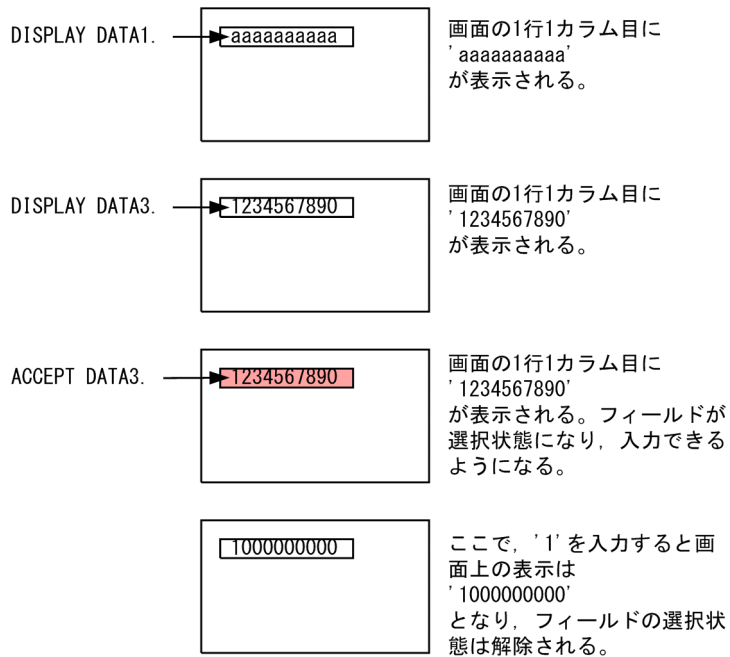 DISPLAY DATA1.
aaaaaaaaaa
画面の1行1カラム目に
'aaaaaaaaaa'
が表示される。
DISPLAY DATA3.
1234567890
画面の1行1カラム目に
'1234567890'
が表示される。
ACCEPT DATA3.
1234567890
画面の1行1カラム目に
'1234567890'
が表示される。フィールドが
選択状態になり，入力できる
ようになる。
1000000000
ここで，'1'を入力すると画
面上の表示は
'1000000000'
となり，フィールドの選択状
態は解除される。